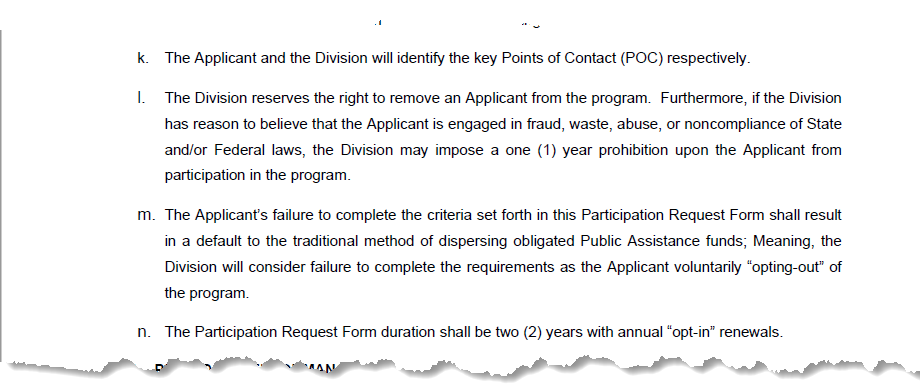 k. The Applicant and the Division will identify the key Points of Contact (POC) respectively.
l. The Division reserves the right to remove an Applicant from the program. Furthermore, if the Division
has reason to believe that the Applicant is engaged in fraud, waste, abuse, or noncompliance of State
and/or Federal laws, the Division may impose a one (1) year prohibition upon the Applicant from
participation in the program.
m. The Applicant’s failure to complete the criteria set forth in this Participation Request Form shall result
in a default to the traditional method of dispersing obligated Public Assistance funds; Meaning, the
Division will consider failure to complete the requirements as the Applicant voluntarily “opting-out” of
the program.
n. The Participation Request Form duration shall be two (2) years with annual “opt-in” renewals.